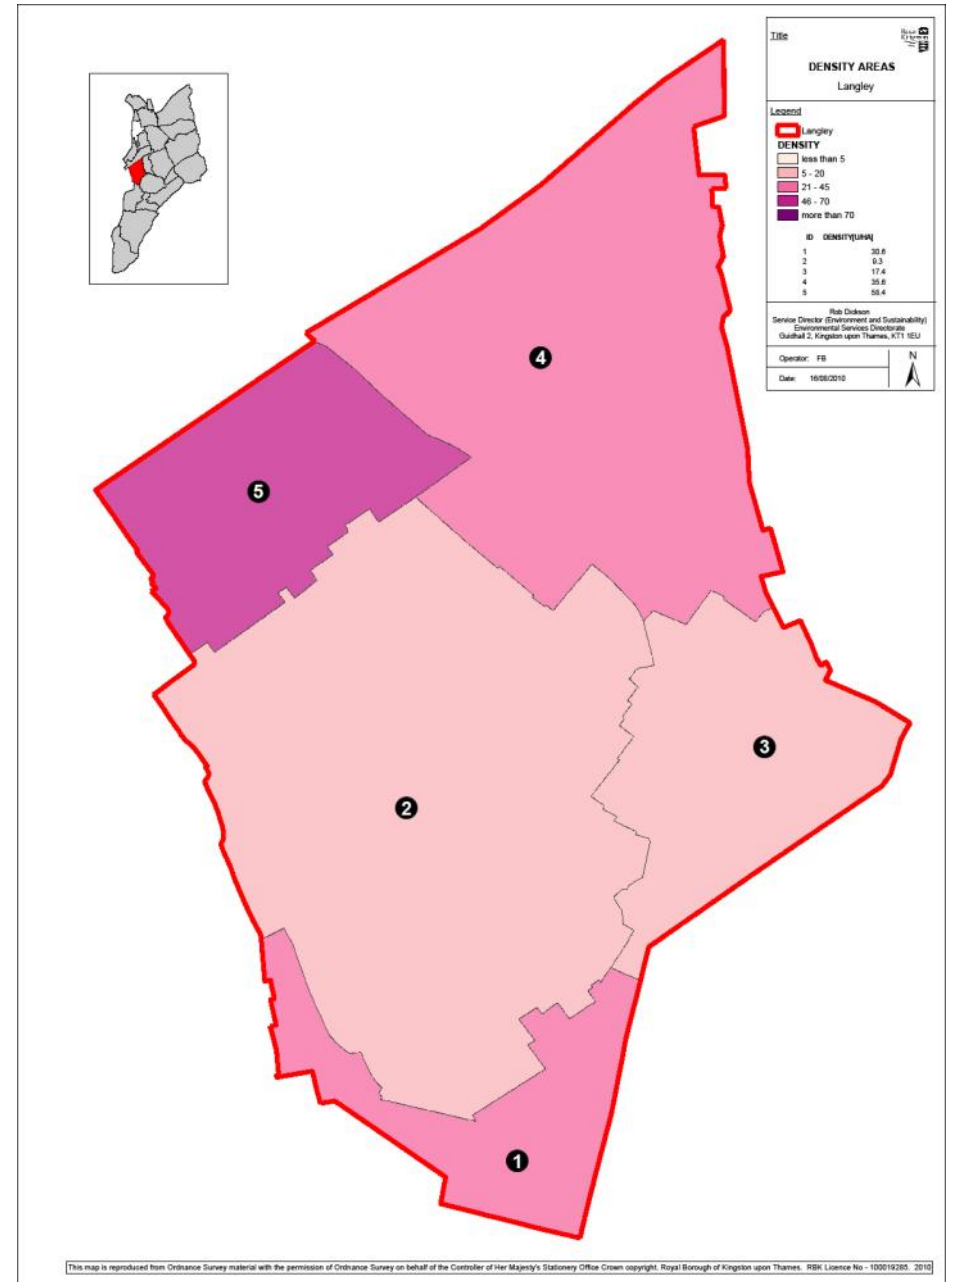 Title
DENSITY AREAS
Langley
Legend
Langley
DENSITY
less than 5
5 - 20
21 - 45
46 - 70
more than 70
ID DENSITY[U/HA]
1 30.6
2 9.3
3 17.4
4 35.6
5 58.4
Rob Dickson
Service Director (Environment and Sustainability)
Environmental Services Directorate
Guildhall 2, Kingston upon Thames, KT1 1EU
Operator: FB
N
Date: 16/08/2010
4
5
3
2
1
This map is reproduced from Ordnance Survey material with the permission of Ordnance Survey on behalf of the Controller of Her Majesty's Stationery Office Crown copyright. Royal Borough of Kingston upon Thames. RBK Licence No - 100019285. 2010